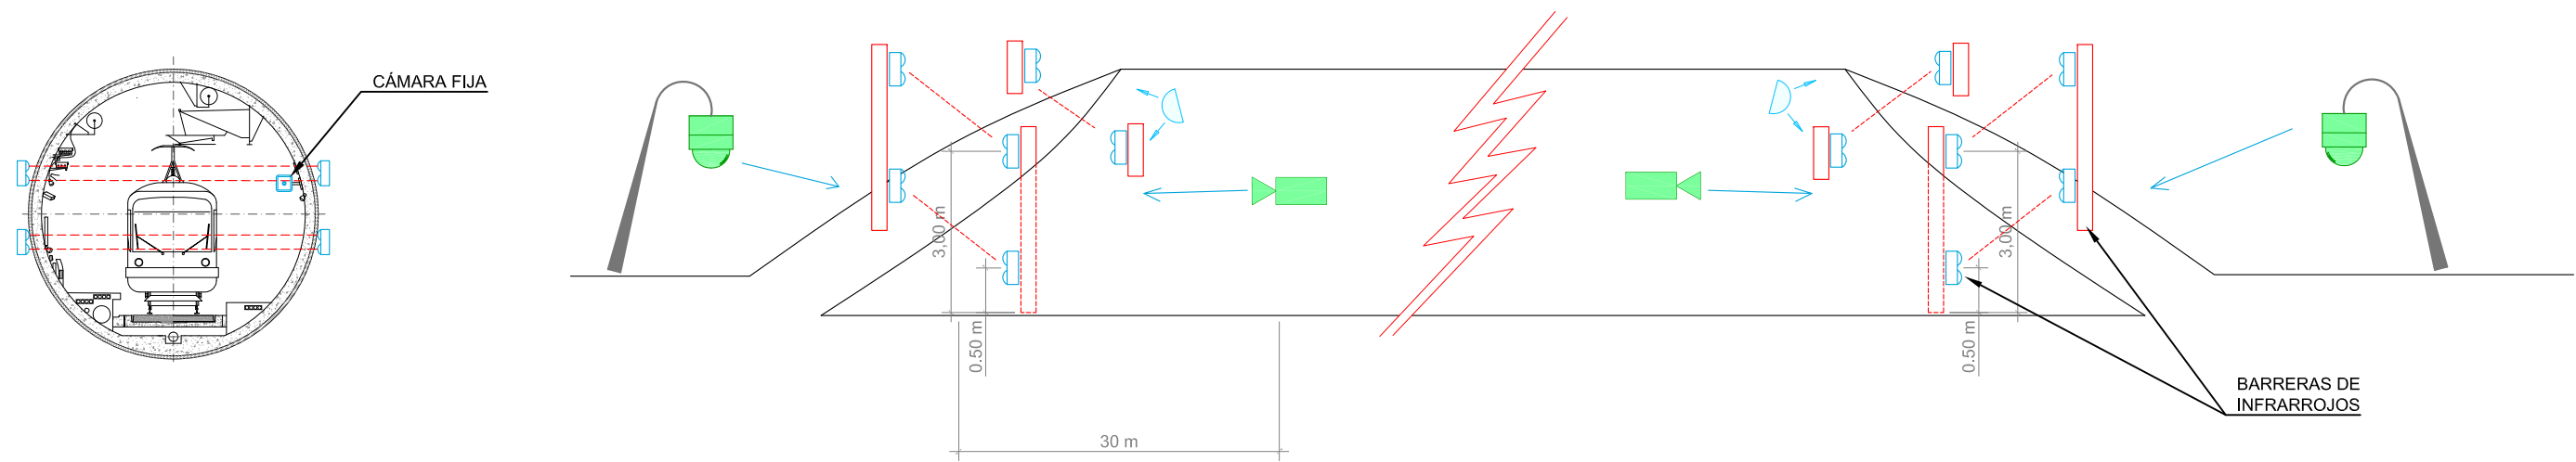 CÁMARA FIJA
3,00 m
0.50 m
30 m
3,00 m
0.50 m
BARRERAS DE
INFRARROJOS